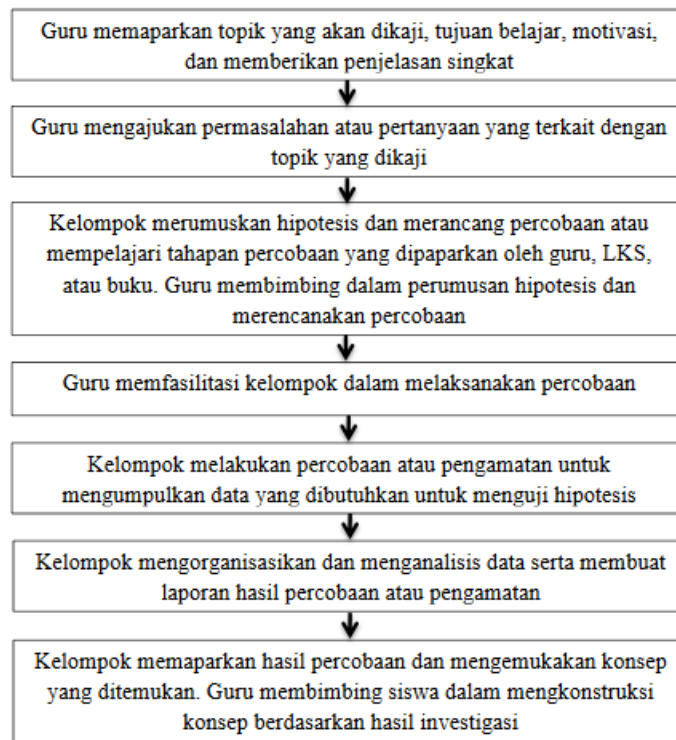 Guru memaparkan topik yang akan dikaji, tujuan belajar, motivasi,
dan memberikan penjelasan singkat
Guru mengajukan permasalahan atau pertanyaan yang terkait dengan
topik yang dikaji
Kelompok merumuskan hipotesis dan merancang percobaan atau
mempelajari tahapan percobaan yang dipaparkan oleh guru, LKS,
atau buku. Guru membimbing dalam perumusan hipotesis dan
merencanakan percobaan
Guru memfasilitasi kelompok dalam melaksanakan percobaan
Kelompok melakukan percobaan atau pengamatan untuk
mengumpulkan data yang dibutuhkan untuk menguji hipotesis
Kelompok mengorganisasikan dan menganalisis data serta membuat
laporan hasil percobaan atau pengamatan
Kelompok memaparkan hasil percobaan dan mengemukakan konsep
yang ditemukan. Guru membimbing siswa dalam mengkonstruksi
konsep berdasarkan hasil investigasi